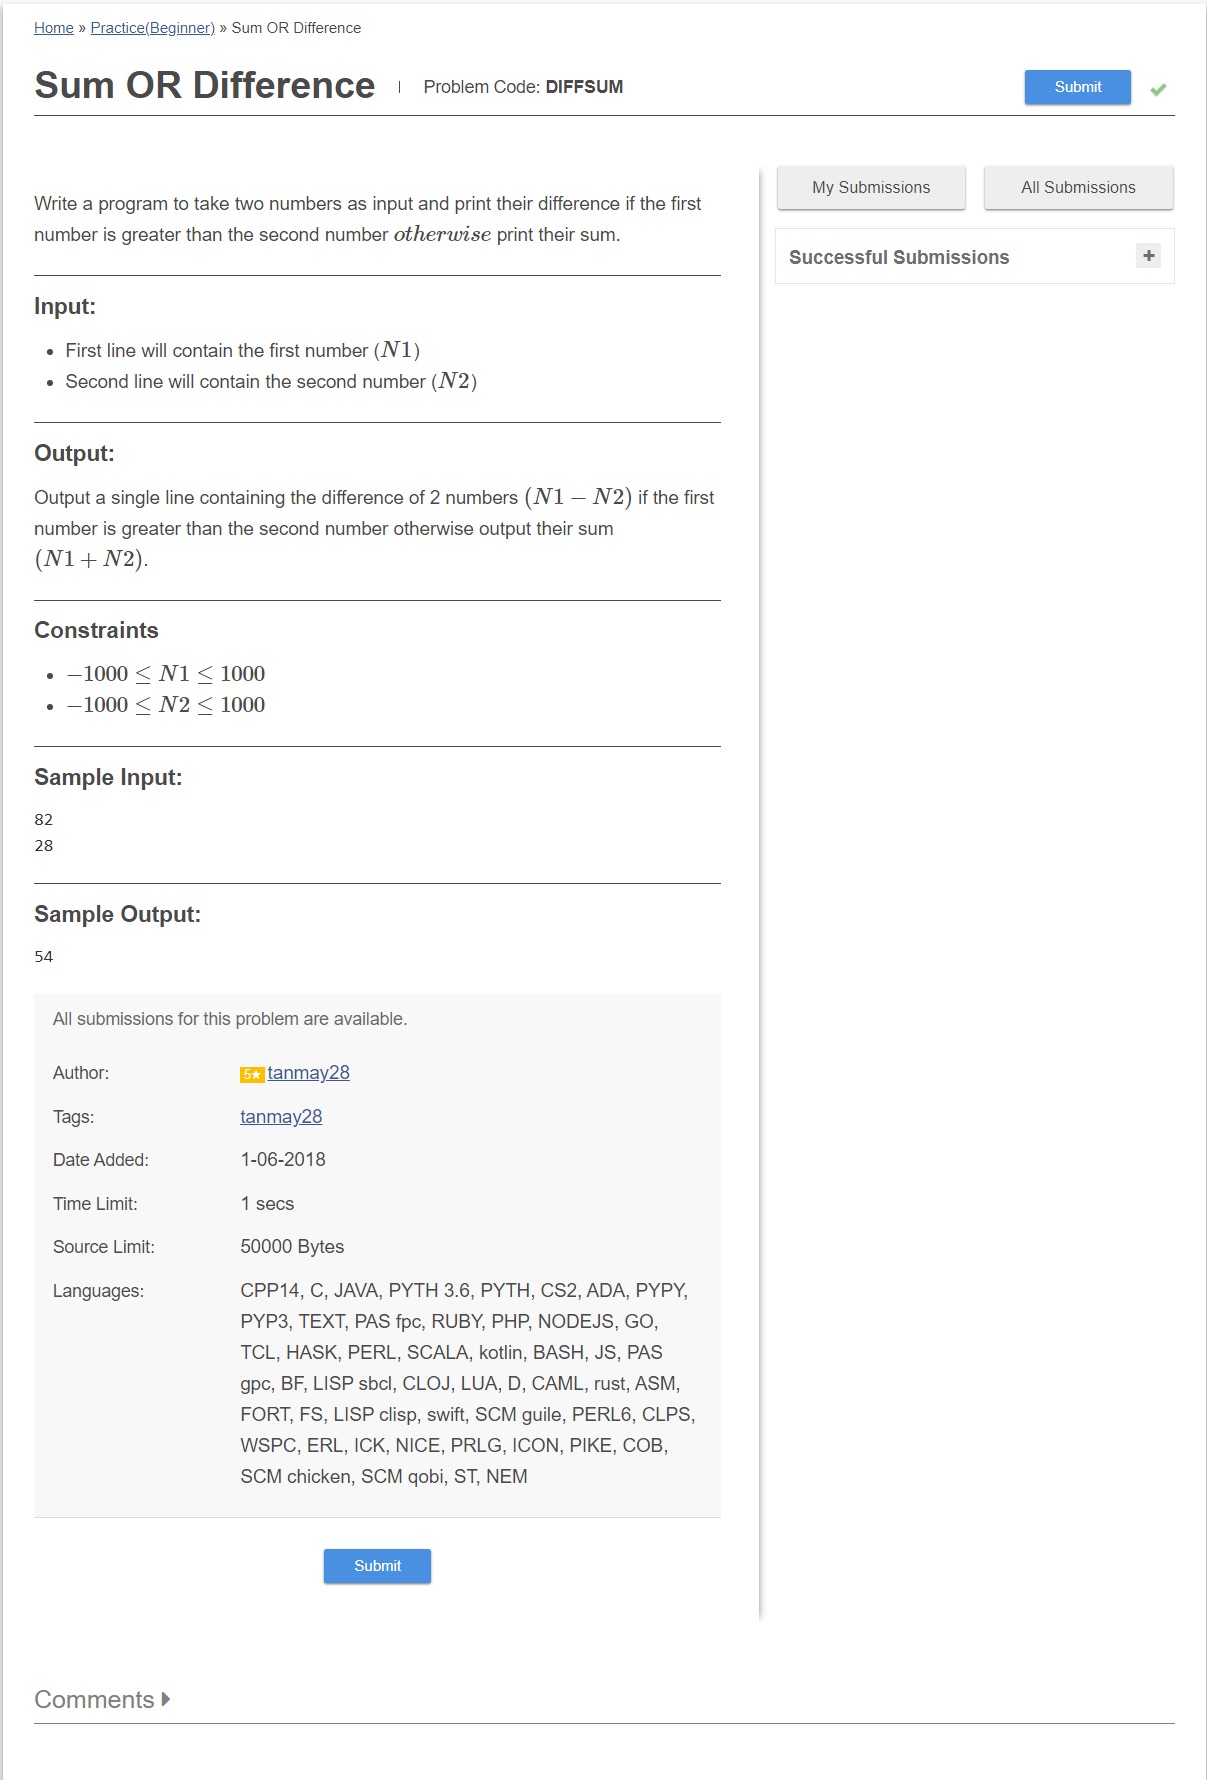 Home » Practice(Beginner) » Sum OR Difference
Sum OR Difference | Problem Code: DIFFSUM
Submit
My Submissions
All Submissions
Successful Submissions
+
Write a program to take two numbers as input and print their difference if the first
number is greater than the second number otherwise print their sum.
Input:
• First line will contain the first number (N1)
• Second line will contain the second number (N2)
Output:
Output a single line containing the difference of 2 numbers (N1 − N2) if the first
number is greater than the second number otherwise output their sum
(N1 + N2).
Constraints
• −1000 ≤ N1 ≤ 1000
• −1000 ≤ N2 ≤ 1000
Sample Input:
82
28
Sample Output:
54
All submissions for this problem are available.
Author: 5★ tanmay28
Tags: tanmay28
Date Added: 1-06-2018
Time Limit: 1 secs
Source Limit: 50000 Bytes
Languages: CPP14, C, JAVA, PYTH 3.6, PYTH, CS2, ADA, PYPY,
PYP3, TEXT, PAS fpc, RUBY, PHP, NODEJS, GO,
TCL, HASK, PERL, SCALA, kotlin, BASH, JS, PAS
gpc, BF, LISP sbcl, CLOJ, LUA, D, CAML, rust, ASM,
FORT, FS, LISP clisp, swift, SCM guile, PERL6, CLPS,
WSPC, ERL, ICK, NICE, PRLG, ICON, PIKE, COB,
SCM chicken, SCM qobi, ST, NEM
Submit
Comments